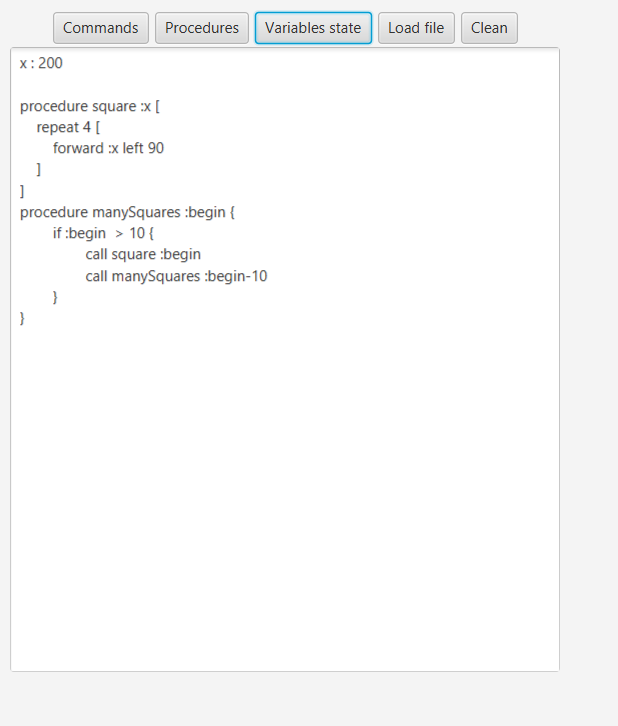 Commands Procedures Variables state Load file Clean
x : 200
procedure square :x [
repeat 4 [
forward :x left 90
]
]
procedure manySquares :begin {
if :begin  > 10 {
call square :begin
call manySquares :begin-10
}
}